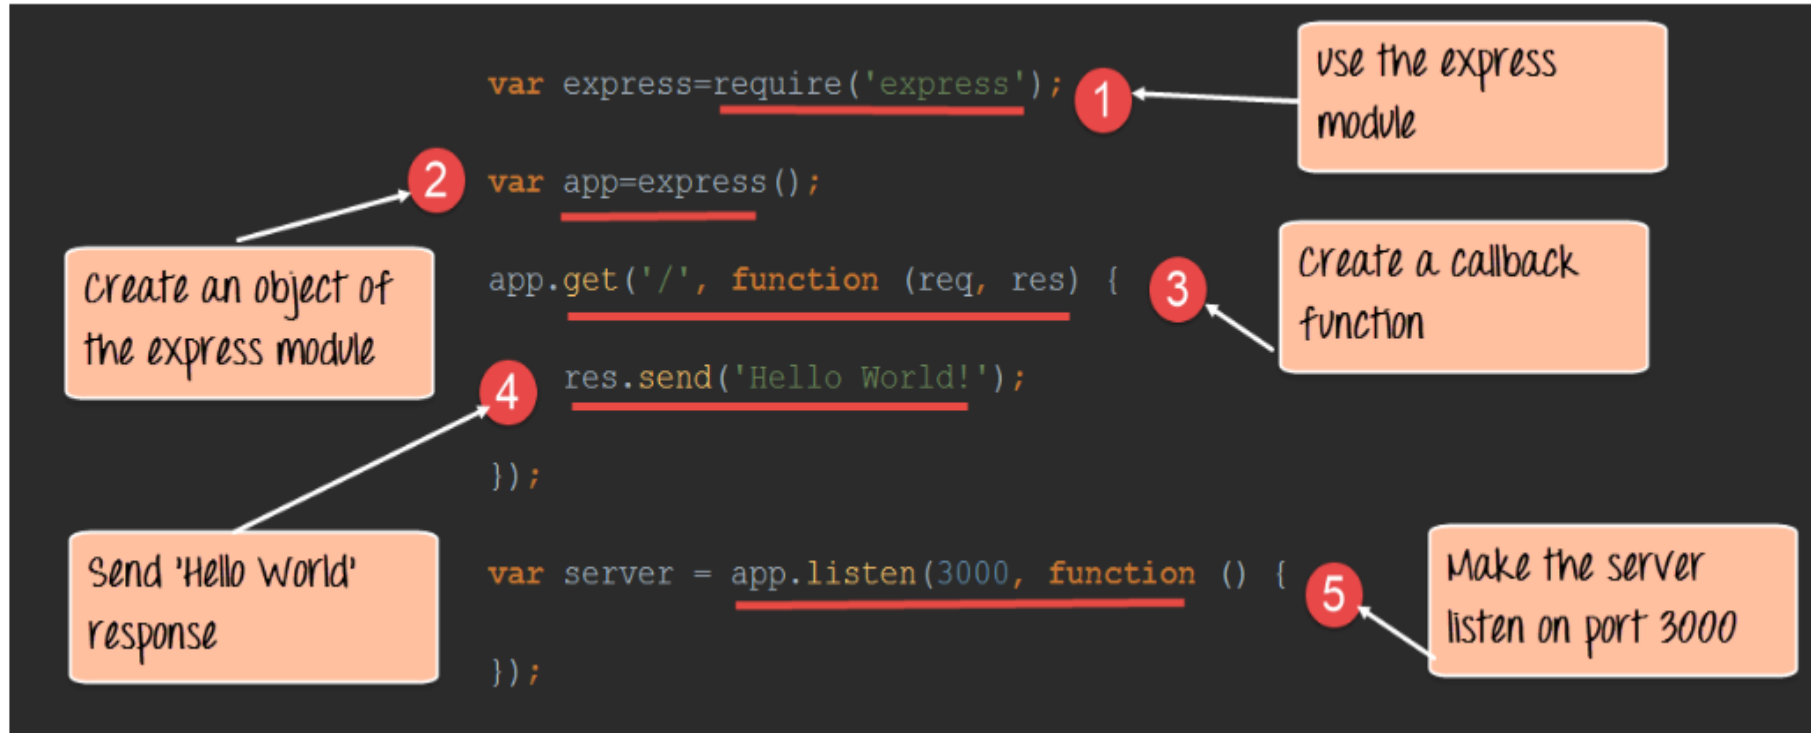 var express=require('express');
1
use the express
module
2
var app=express();
Create an object of
the express module
app.get('/', function (req, res) {
3
Create a callback
function
4
res.send('Hello World!');
});
Send 'Hello World'
response
var server = app.listen(3000, function () {
5
Make the server
listen on port 3000
});